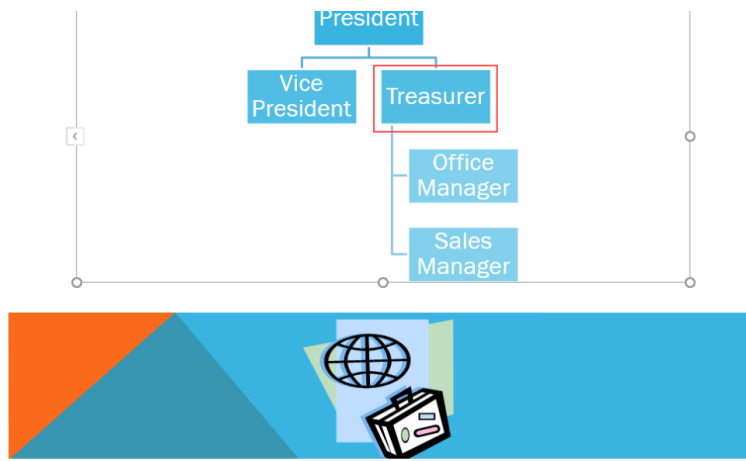 President
Vice
President
Treasurer
Office
Manager
Sales
Manager